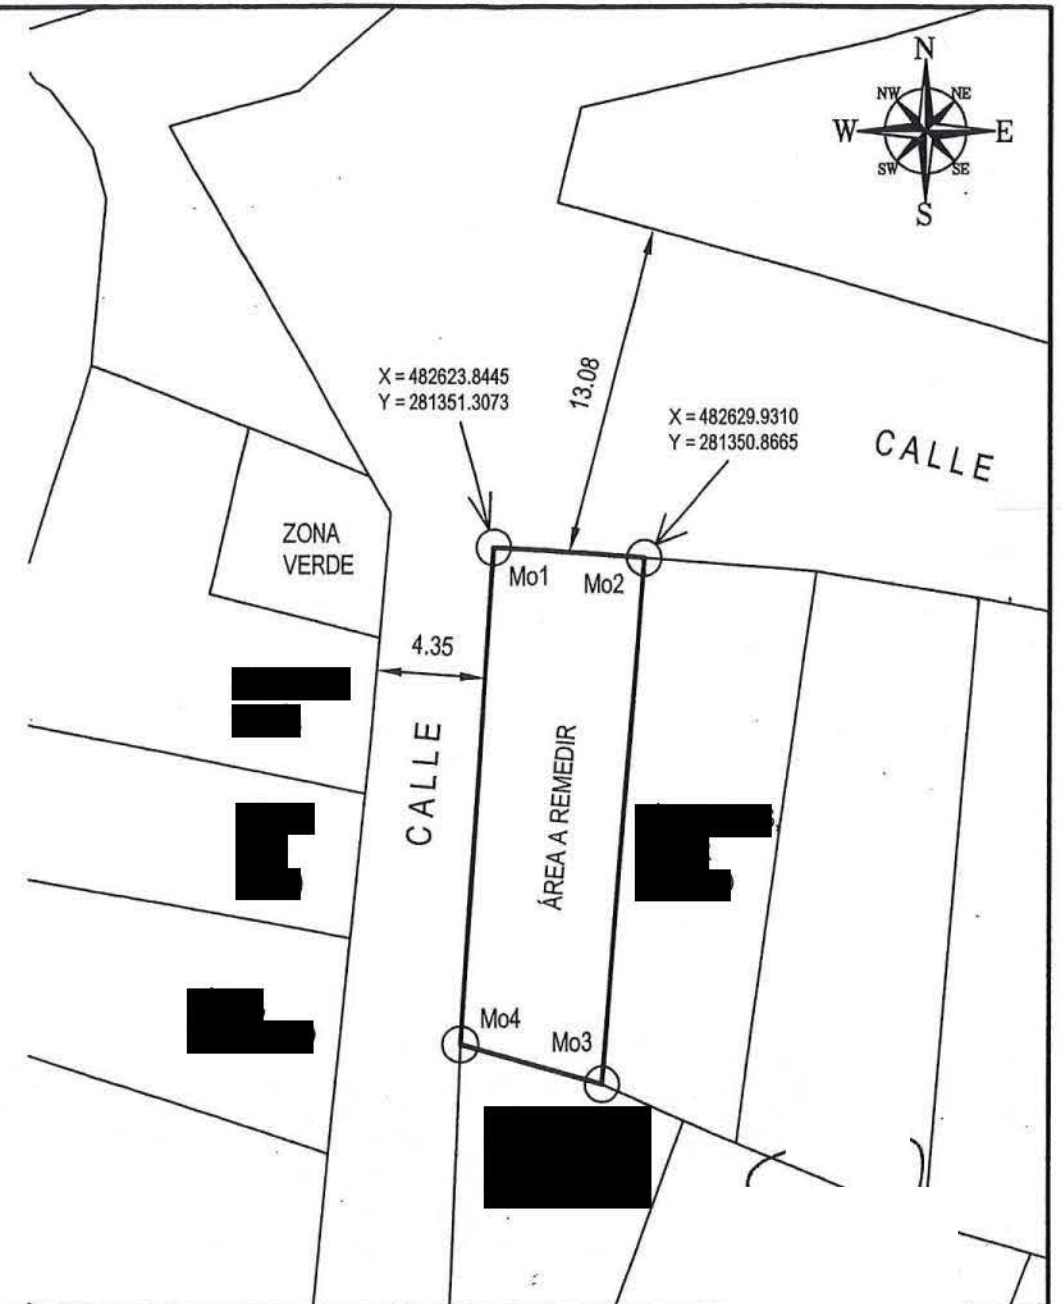 N
NW NE
W E
SW SE
S
X = 482623.8445
Y = 281351.3073
13.08
X = 482629.9310
Y = 281350.8665
CALLE
ZONA
VERDE
Mo1
Mo2
4.35
CALLE
ÁREA A REMEDIR
Mo4
Mo3